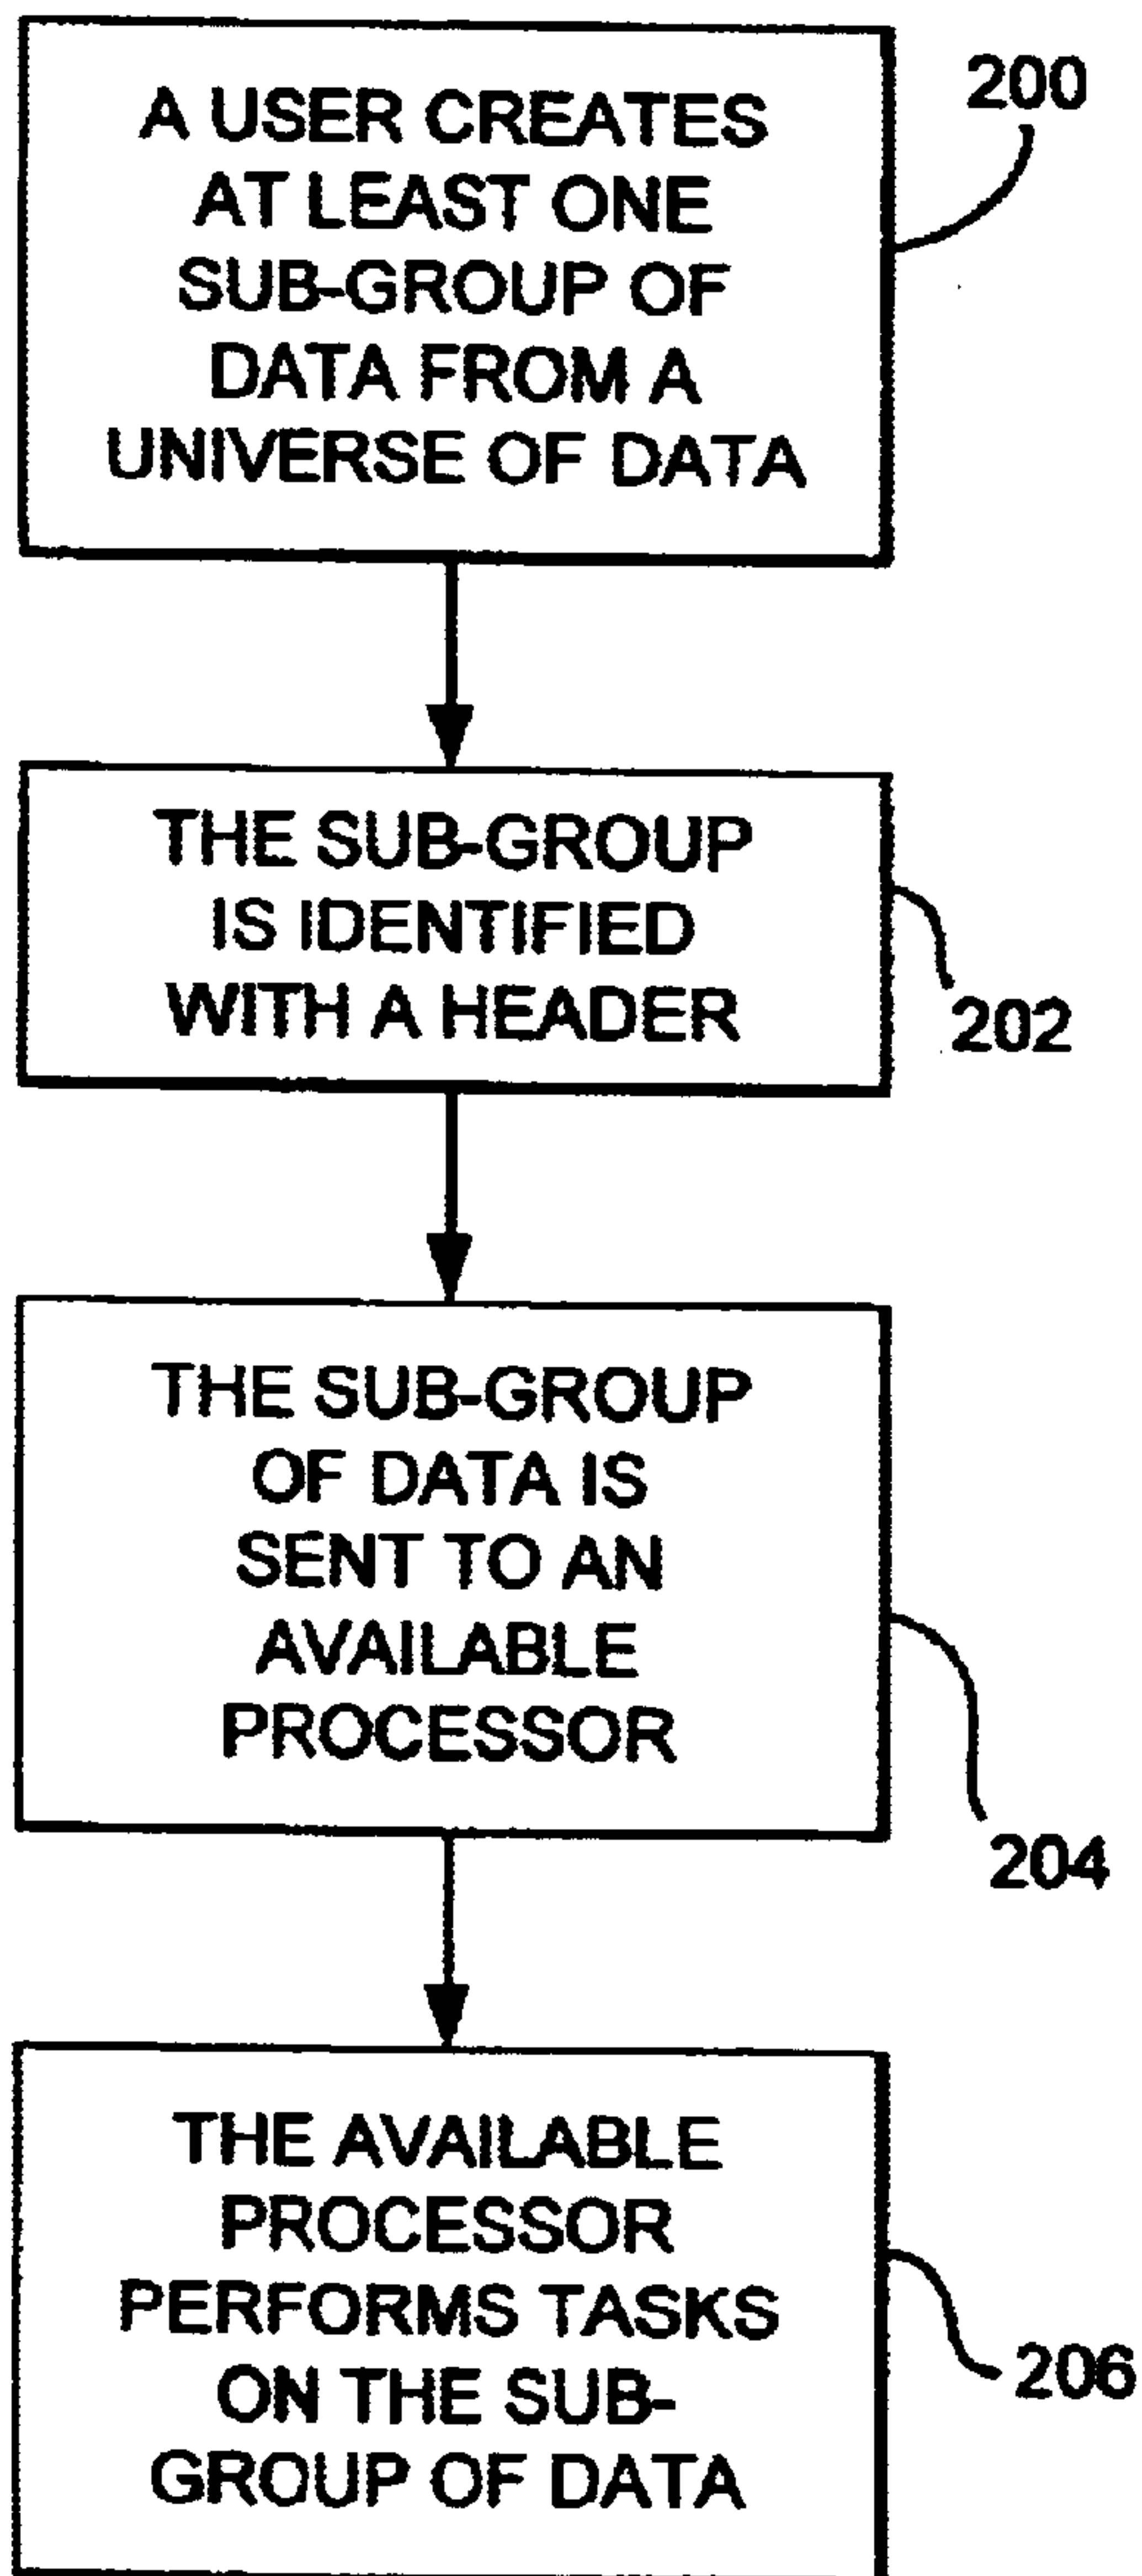 A USER CREATES
AT LEAST ONE
SUB-GROUP OF
DATA FROM A
UNIVERSE OF DATA
200
THE SUB-GROUP
IS IDENTIFIED
WITH A HEADER
202
THE SUB-GROUP
OF DATA IS
SENT TO AN
AVAILABLE
PROCESSOR
204
THE AVAILABLE
PROCESSOR
PERFORMS TASKS
ON THE SUB-
GROUP OF DATA
206